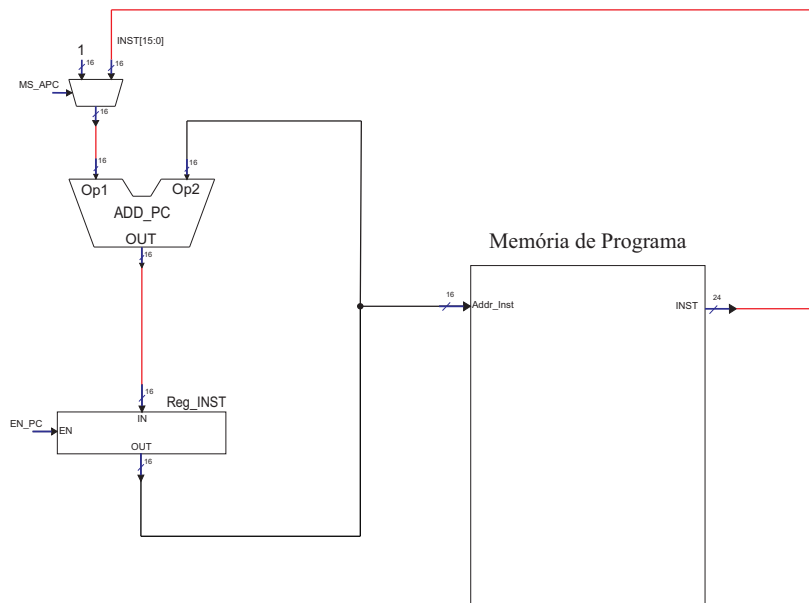 INST[15:0]
1
16
16
MS_APC
16
16
16
Op1
Op2
ADD_PC
OUT
16
Memória de Programa
16
Addr_Inst
24
INST
16
Reg_INST
IN
EN_PC
EN
OUT
16